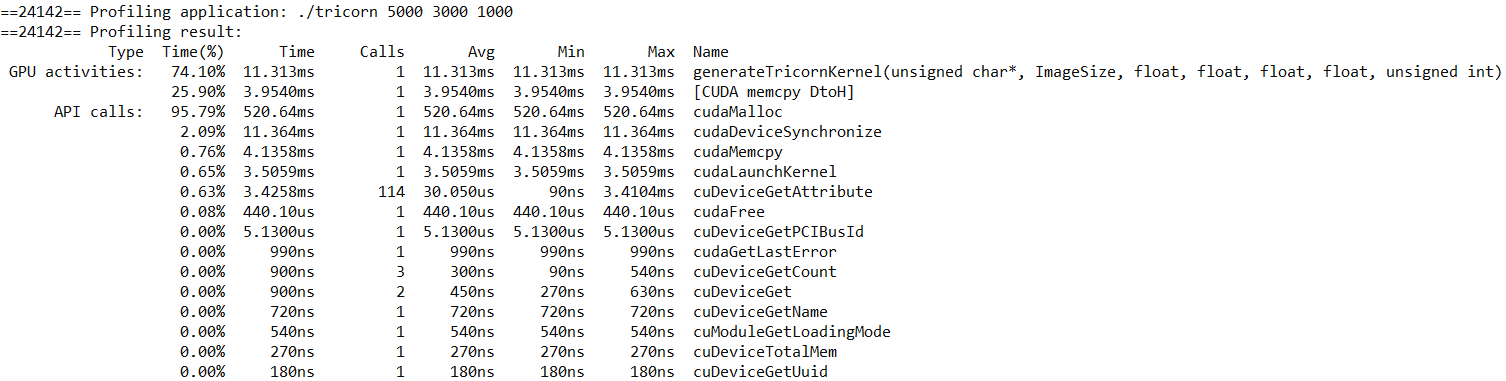 ==24142== Profiling application: ./tricorn 5000 3000 1000
==24142== Profiling result:
            Type  Time(%)      Time     Calls       Avg       Min       Max  Name
 GPU activities:   74.10%  11.313ms         1  11.313ms  11.313ms  11.313ms  generateTricornKernel(unsigned char*, ImageSize, float, float, float, float, unsigned int)
                   25.90%  3.9540ms         1  3.9540ms  3.9540ms  3.9540ms  [CUDA memcpy DtoH]
      API calls:   95.79%  520.64ms         1  520.64ms  520.64ms  520.64ms  cudaMalloc
                    2.09%  11.364ms         1  11.364ms  11.364ms  11.364ms  cudaDeviceSynchronize
                    0.76%  4.1358ms         1  4.1358ms  4.1358ms  4.1358ms  cudaMemcpy
                    0.65%  3.5059ms         1  3.5059ms  3.5059ms  3.5059ms  cudaLaunchKernel
                    0.63%  3.4258ms       114  30.050us      90ns  3.4104ms  cuDeviceGetAttribute
                    0.08%  440.10us         1  440.10us  440.10us  440.10us  cudaFree
                    0.00%  5.1300us         1  5.1300us  5.1300us  5.1300us  cuDeviceGetPCIBusId
                    0.00%     990ns         1     990ns     990ns     990ns  cudaGetLastError
                    0.00%     900ns         3     300ns      90ns     540ns  cuDeviceGetCount
                    0.00%     900ns         2     450ns     270ns     630ns  cuDeviceGet
                    0.00%     720ns         1     720ns     720ns     720ns  cuDeviceGetName
                    0.00%     540ns         1     540ns     540ns     540ns  cuModuleGetLoadingMode
                    0.00%     270ns         1     270ns     270ns     270ns  cuDeviceTotalMem
                    0.00%     180ns         1     180ns     180ns     180ns  cuDeviceGetUuid